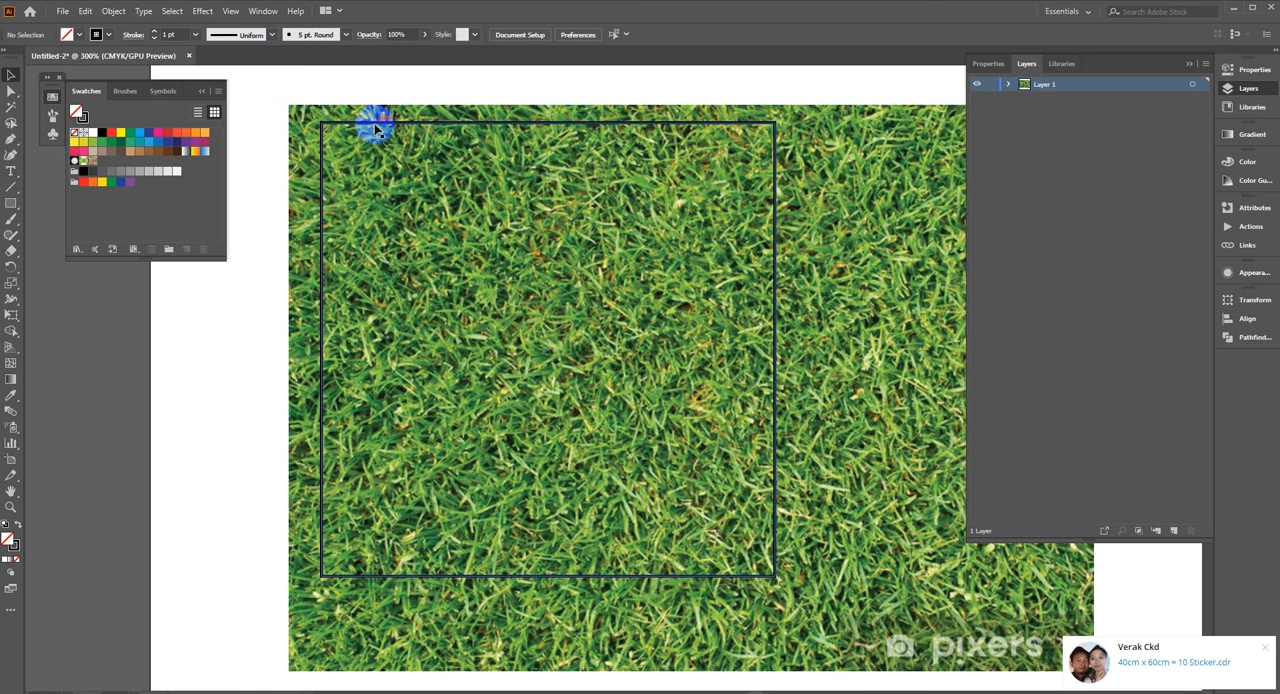 Ai File Edit Object Type Select Effect View Window Help Essentials Search Adobe Stock
No Selection Stroke: 1 pt Uniform 5 pt. Round Opacity: 100% Style: Document Setup Preferences
Untitled-2* @ 300% (CMYK/GPU Preview)
Swatches Brushes Symbols
Properties Layers Libraries
Layer 1
1 Layer
Properties
Layers
Libraries
Gradient
Color
Color Gu...
Attributes
Actions
Links
Appeara...
Transform
Align
Pathfind...
pixers
Verak Ckd
40cm x 60cm = 10 Sticker.cdr